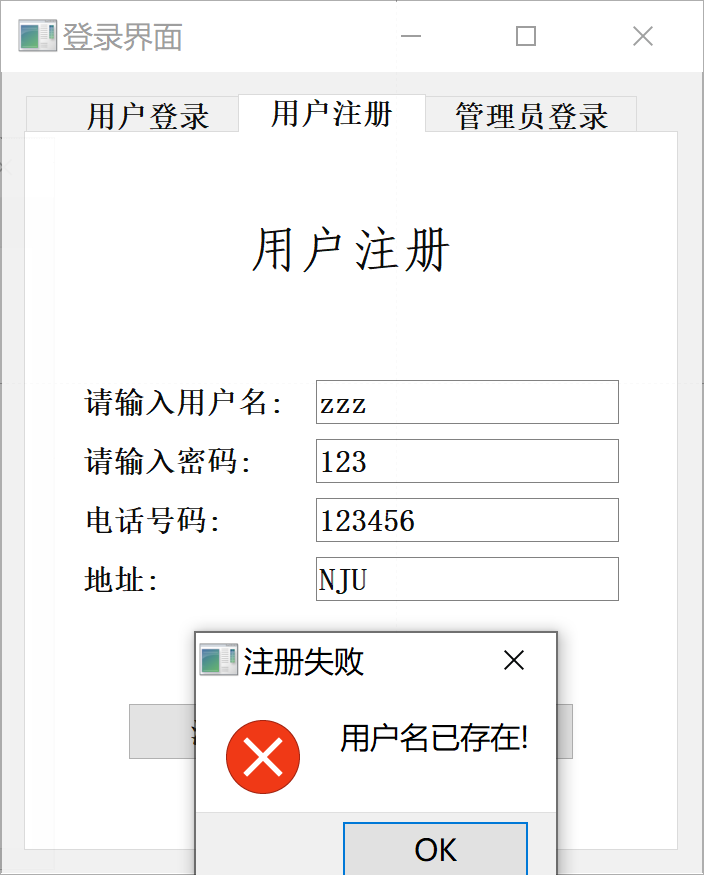 登录界面
用户登录 用户注册 管理员登录
用户注册
请输入用户名: zzz
请输入密码: 123
电话号码: 123456
地址: NJU
注册失败
用户名已存在!
OK